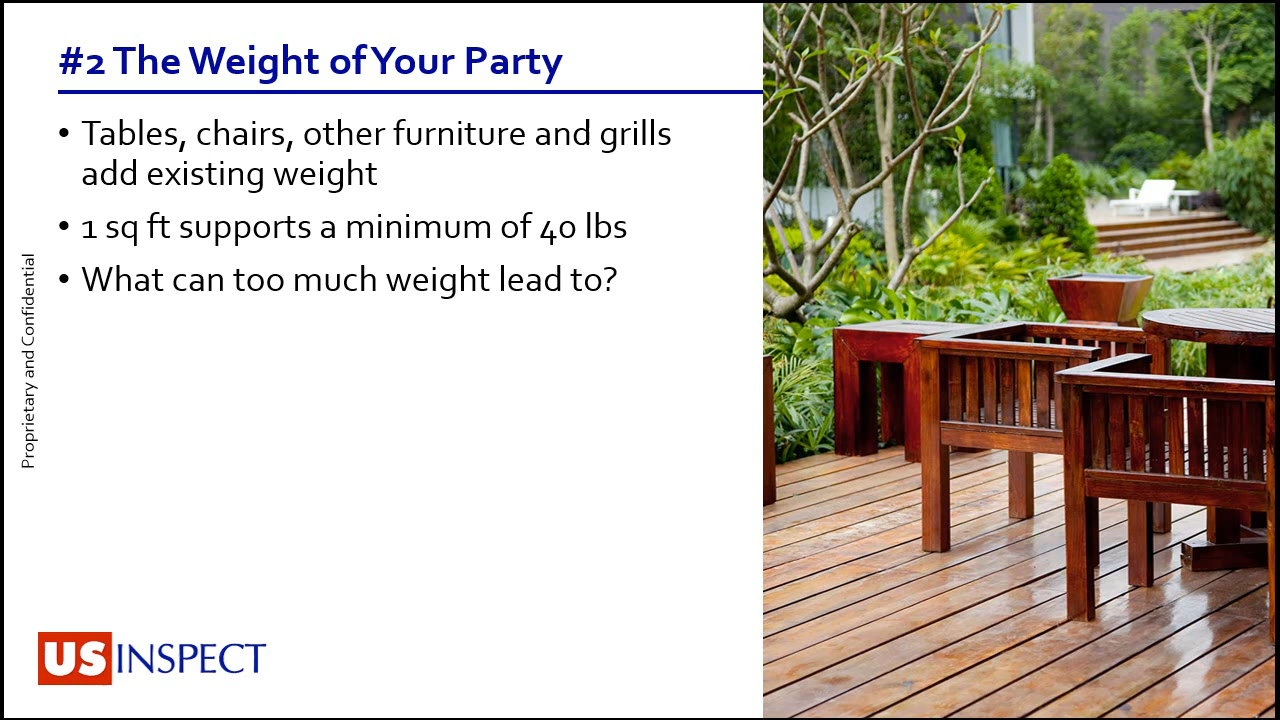 #2 The Weight of Your Party
• Tables, chairs, other furniture and grills
add existing weight
• 1 sq ft supports a minimum of 40 lbs
• What can too much weight lead to?
Proprietary and Confidential
US INSPECT